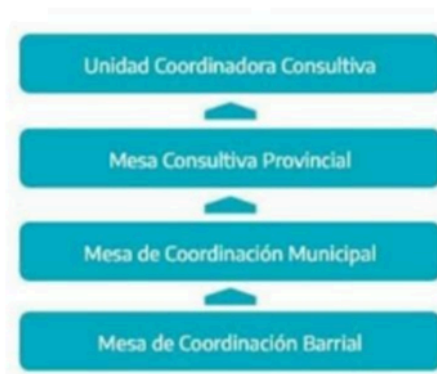 Unidad Coordinadora Consultiva
Mesa Consultiva Provincial
Mesa de Coordinación Municipal
Mesa de Coordinación Barrial